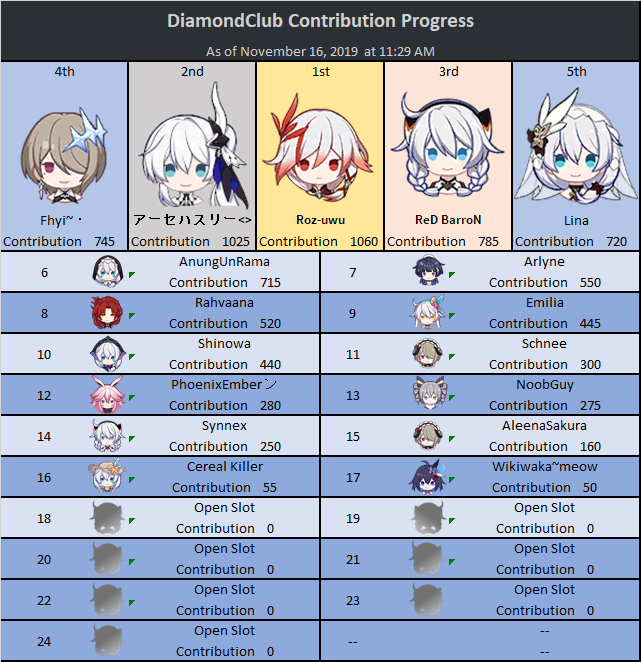 DiamondClub Contribution Progress
As of November 16, 2019 at 11:29 AM
4th 2nd 1st 3rd 5th
Fhyi~・ アーセハスリー<> Roz-uwu ReD BarroN Lina
Contribution 745 Contribution 1025 Contribution 1060 Contribution 785 Contribution 720
6 AnungUnRama 7 Arlyne
Contribution 715 Contribution 550
8 Rahvaana 9 Emilia
Contribution 520 Contribution 445
10 Shinowa 11 Schnee
Contribution 440 Contribution 300
12 PhoenixEmberン 13 NoobGuy
Contribution 280 Contribution 275
14 Synnex 15 AleenaSakura
Contribution 250 Contribution 160
16 Cereal Killer 17 Wikiwaka~meow
Contribution 55 Contribution 50
18 Open Slot 19 Open Slot
Contribution 0 Contribution 0
20 Open Slot 21 Open Slot
Contribution 0 Contribution 0
22 Open Slot 23 Open Slot
Contribution 0 Contribution 0
24 Open Slot -- --
Contribution 0 --